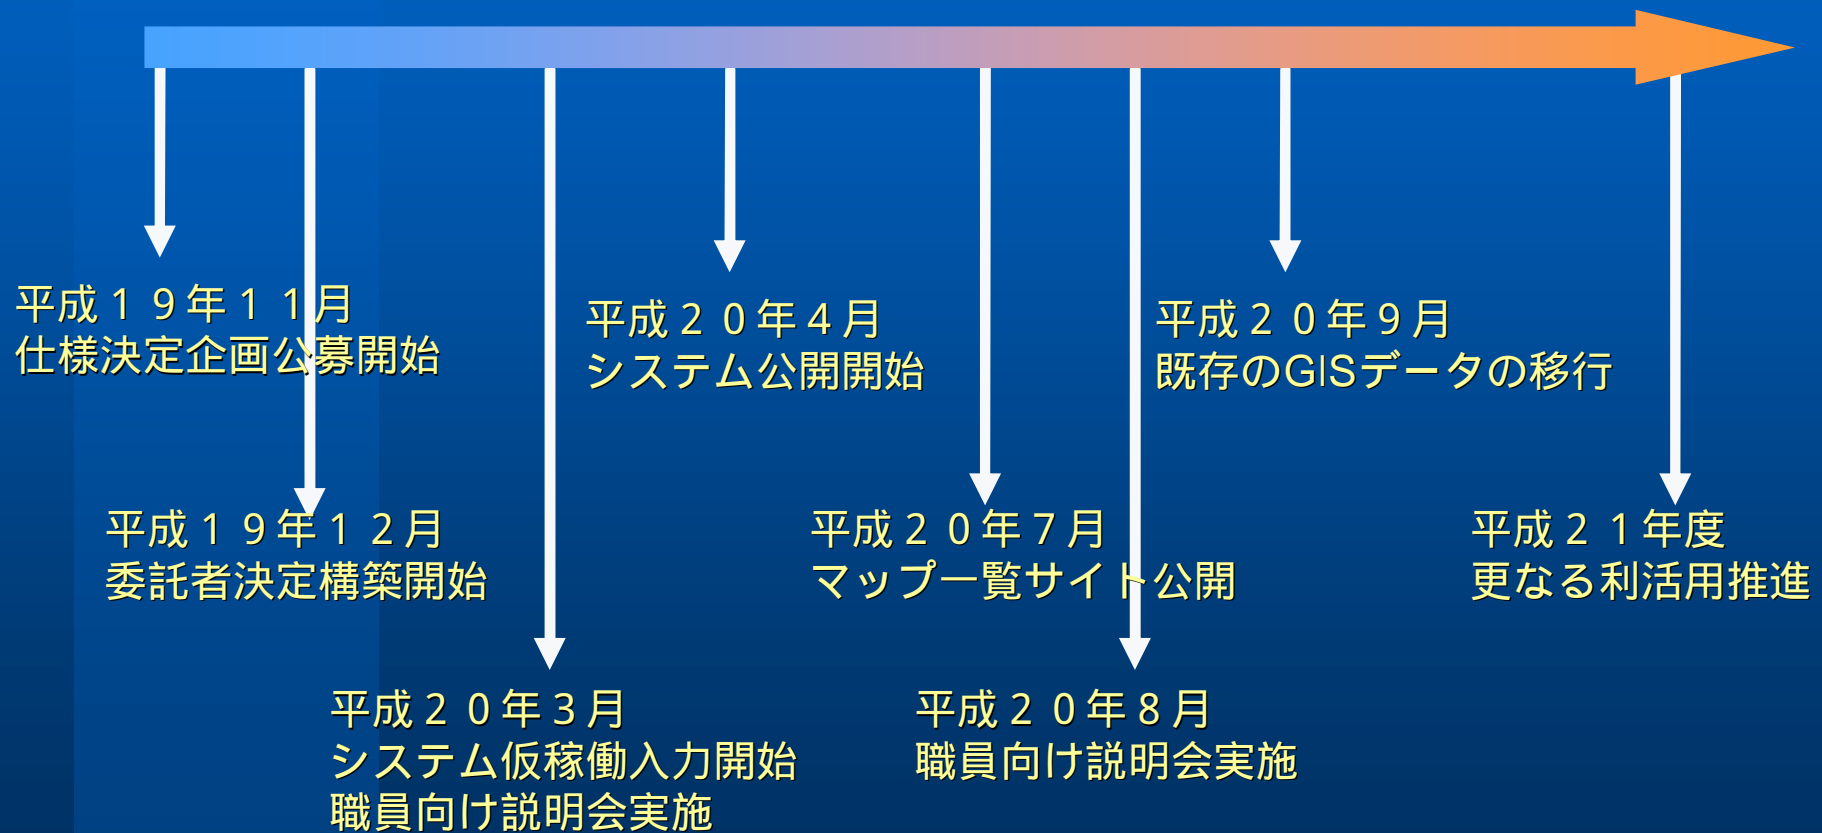 平成１９年１１月
仕様決定企画公募開始
平成１９年１２月
委託者決定構築開始
平成２０年３月
システム仮稼働入力開始
職員向け説明会実施
平成２０年４月
システム公開開始
平成２０年７月
マップ一覧サイト公開
平成２０年８月
職員向け説明会実施
平成２０年９月
既存のGISデータの移行
平成２１年度
更なる利活用推進